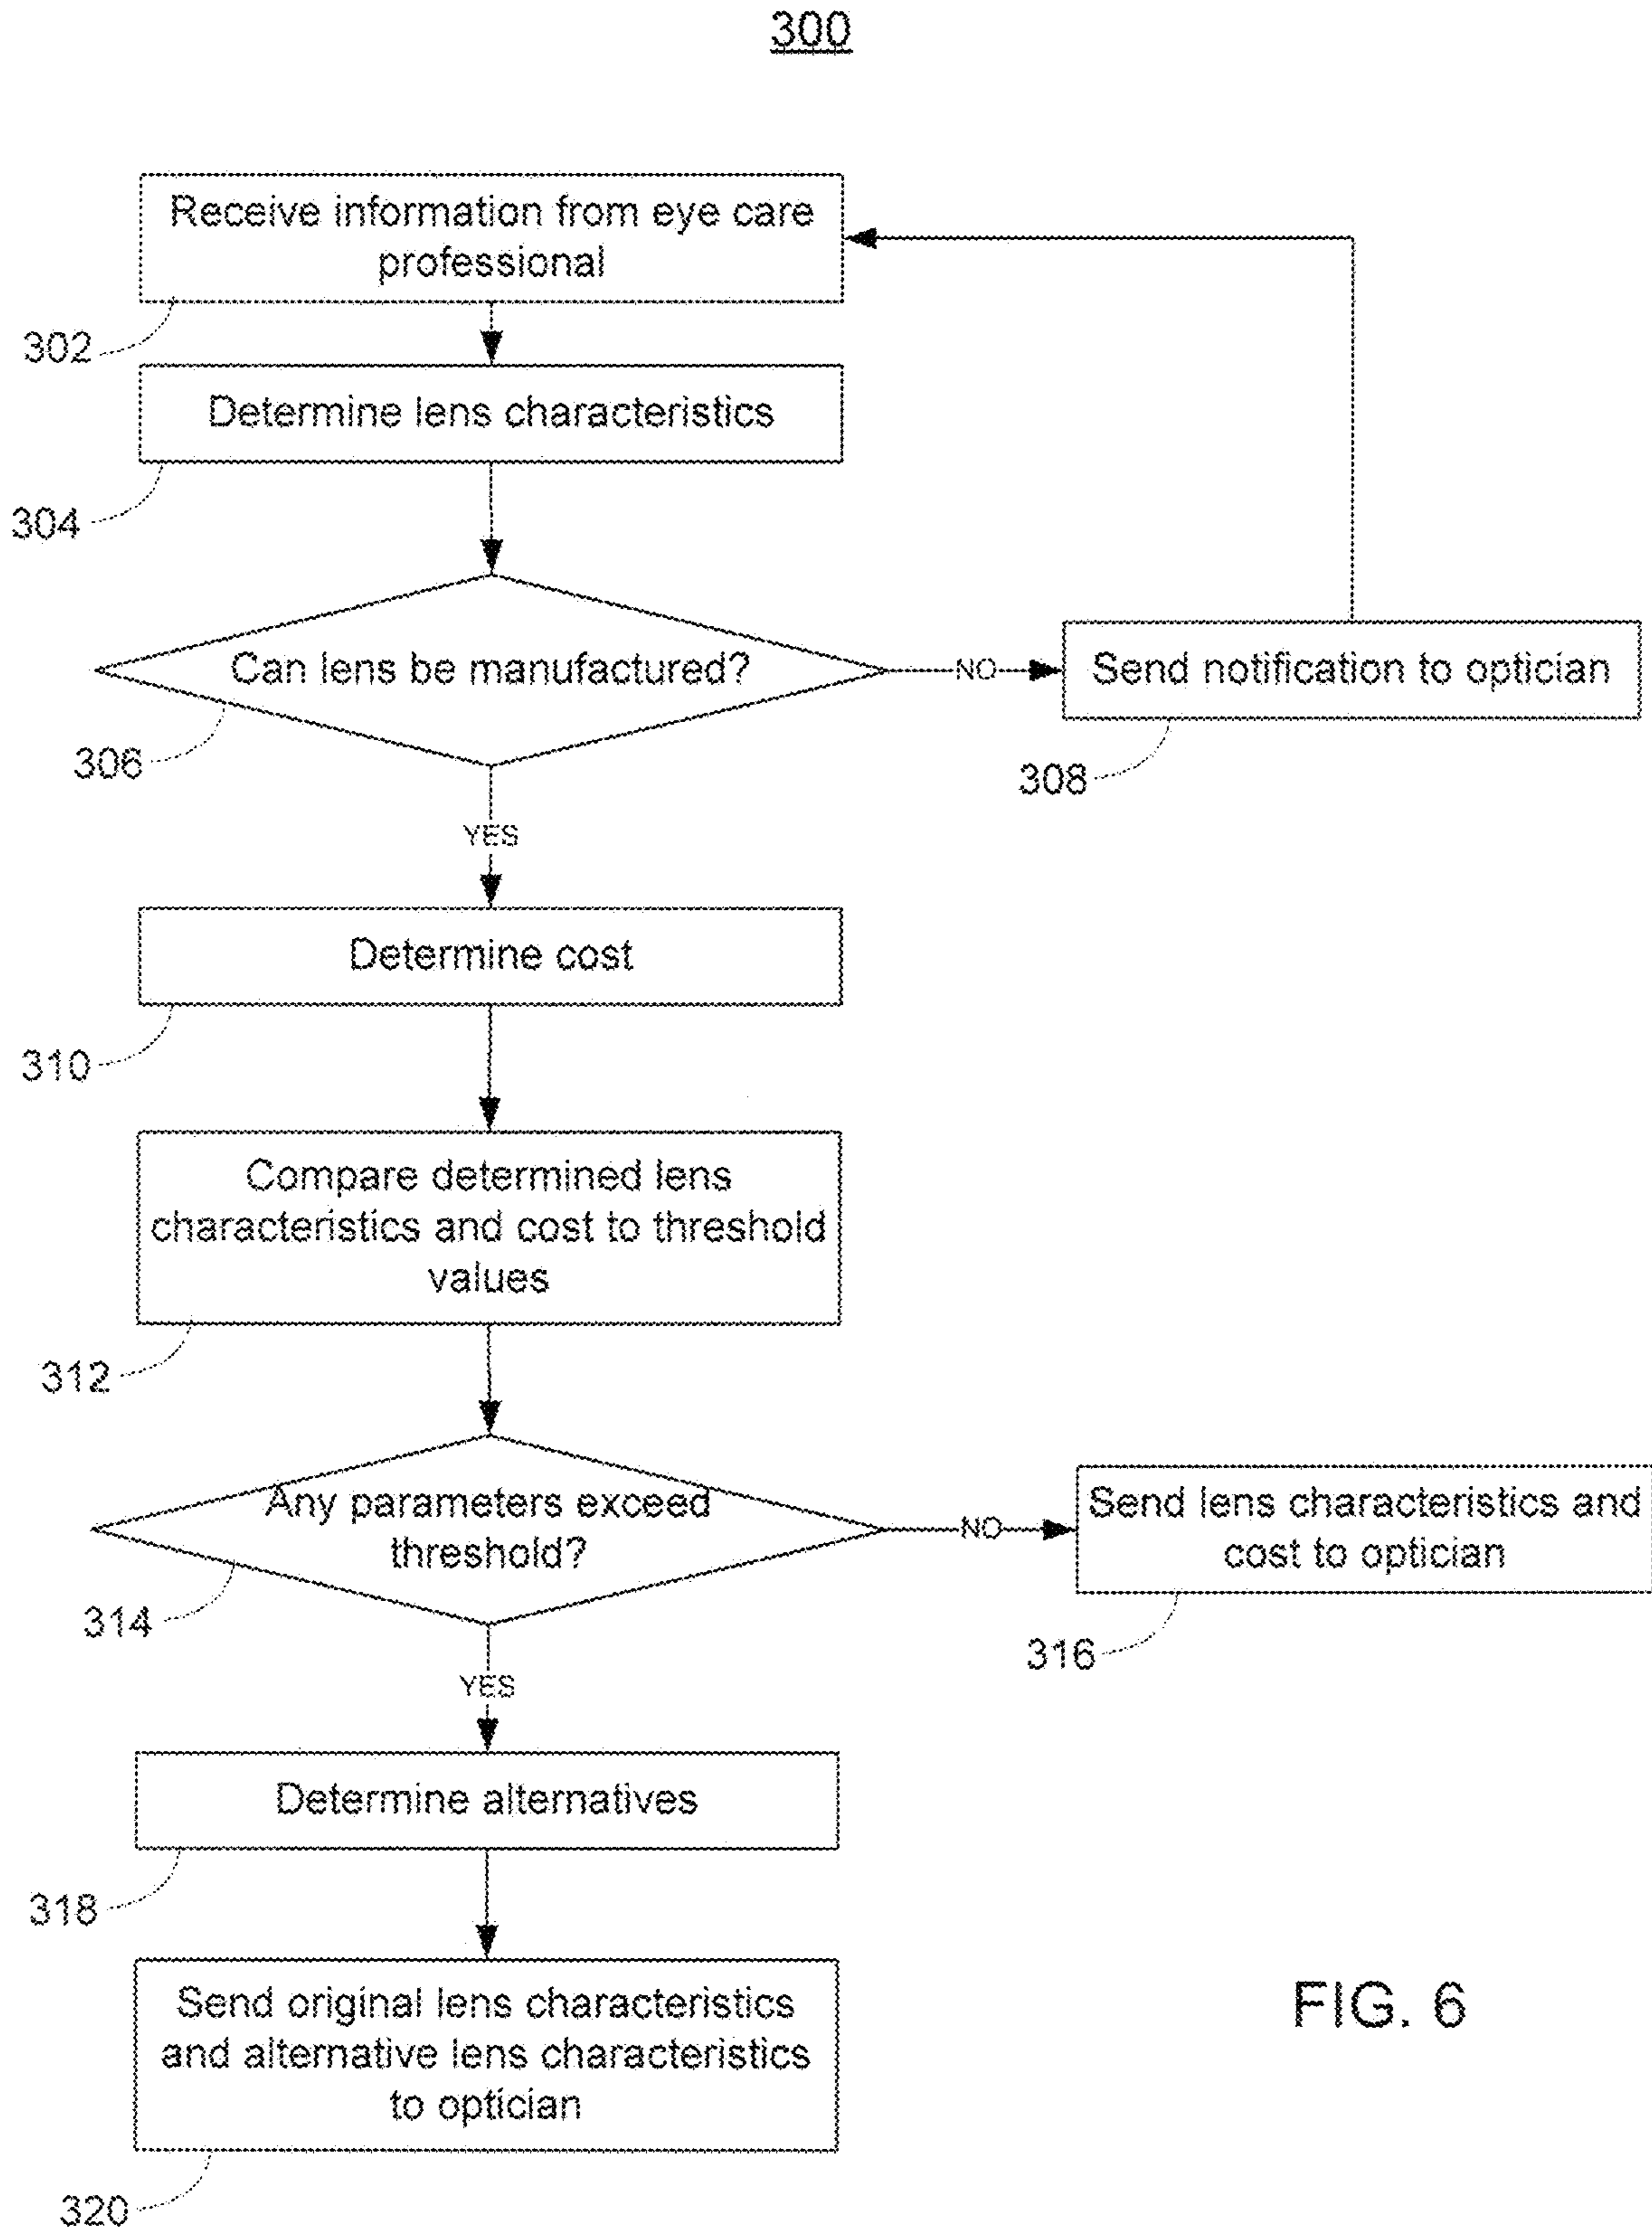 300
Receive information from eye care
professional
302
Determine lens characteristics
304
Can lens be manufactured?
NO
Send notification to optician
306
308
YES
Determine cost
310
Compare determined lens
characteristics and cost to threshold
values
312
Any parameters exceed
threshold?
NO
Send lens characteristics and
cost to optician
314
316
YES
Determine alternatives
318
Send original lens characteristics
and alternative lens characteristics
to optician
320
FIG. 6